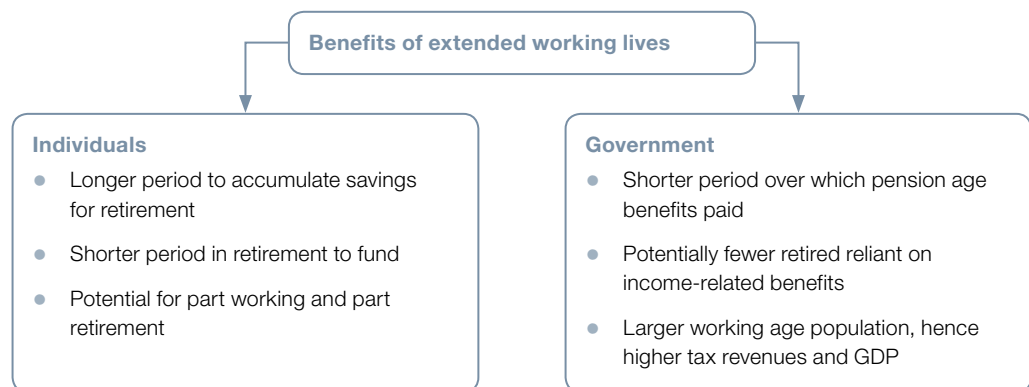 Benefits of extended working lives
Individuals
● Longer period to accumulate savings
for retirement
● Shorter period in retirement to fund
● Potential for part working and part
retirement
Government
● Shorter period over which pension age
benefits paid
● Potentially fewer retired reliant on
income-related benefits
● Larger working age population, hence
higher tax revenues and GDP